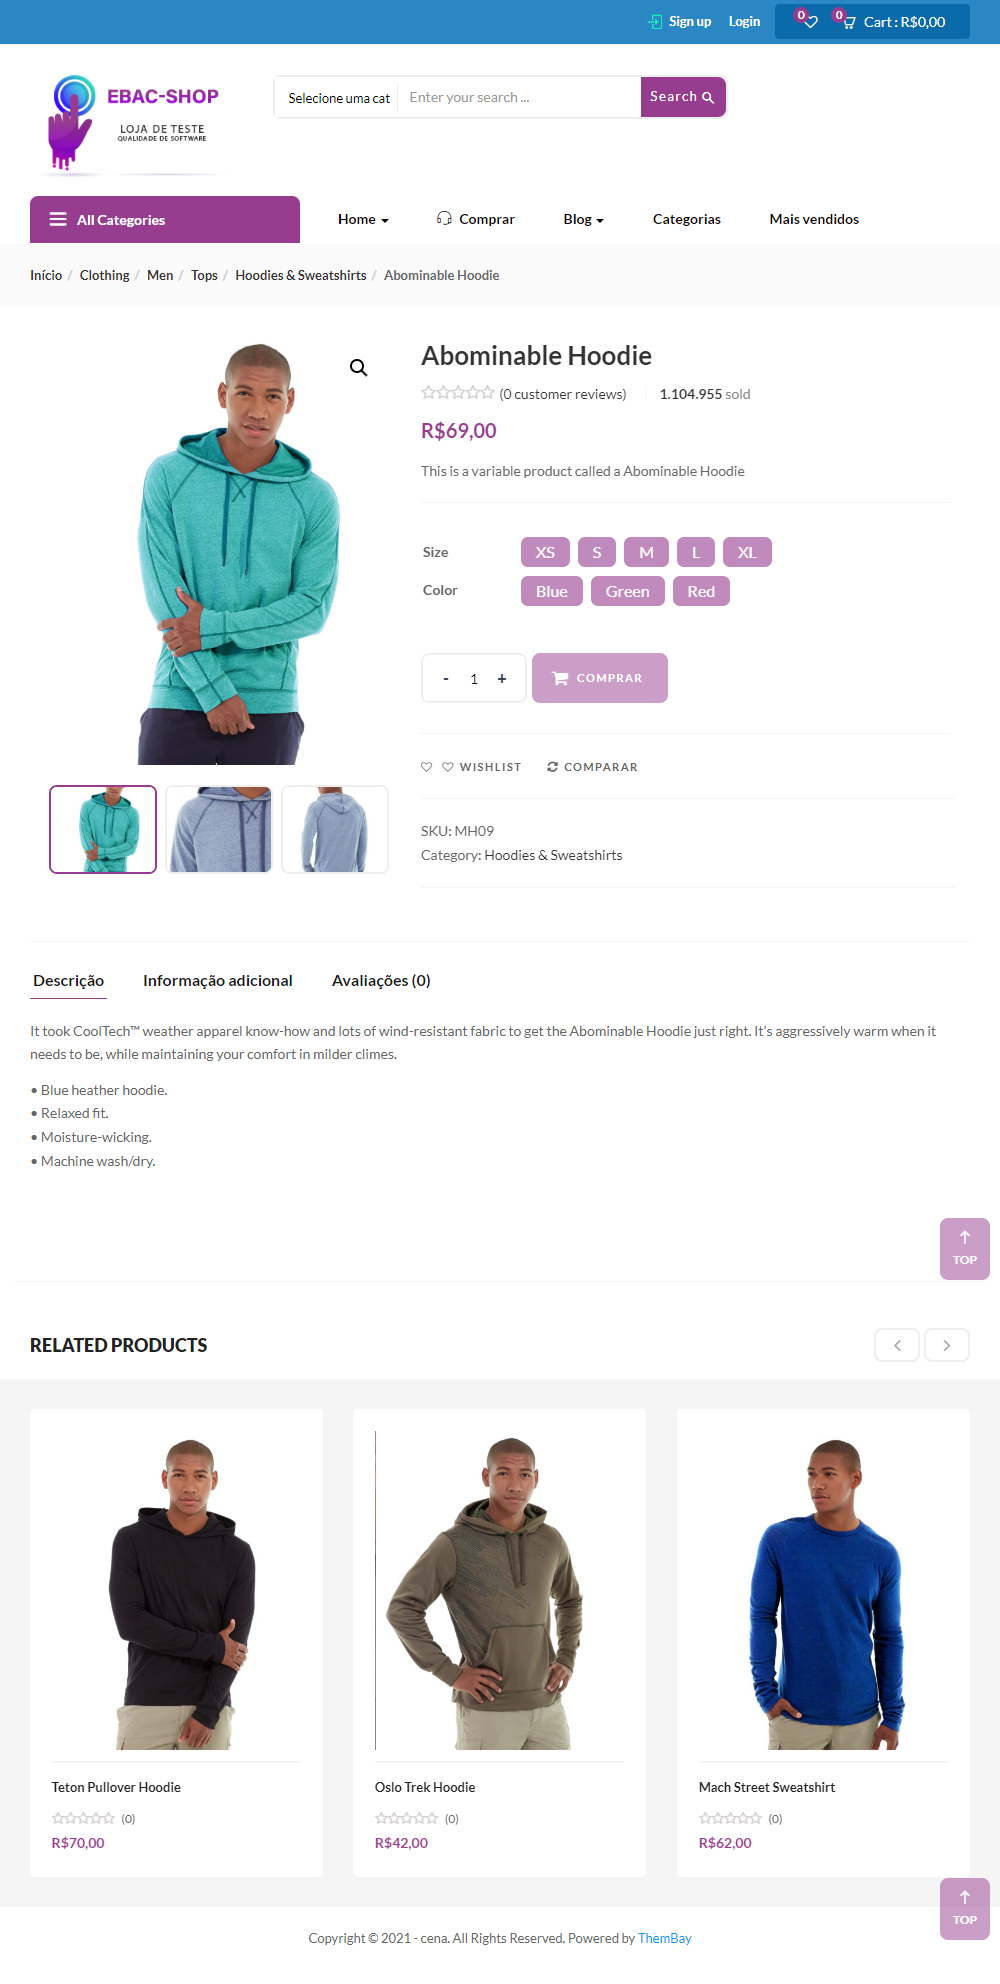 Sign up Login 0 0 Cart : R$0,00
EBAC-SHOP
LOJA DE TESTE
QUALIDADE DE SOFTWARE
Selecione uma cat Enter your search ... Search
All Categories Home Comprar Blog Categorias Mais vendidos
Início / Clothing / Men / Tops / Hoodies & Sweatshirts / Abominable Hoodie
Abominable Hoodie
(0 customer reviews) 1.104.955 sold
R$69,00
This is a variable product called a Abominable Hoodie
Size XS S M L XL
Color Blue Green Red
- 1 + COMPRAR
WISHLIST COMPARAR
SKU: MH09
Category: Hoodies & Sweatshirts
Descrição Informação adicional Avaliações (0)
It took CoolTech™ weather apparel know-how and lots of wind-resistant fabric to get the Abominable Hoodie just right. It’s aggressively warm when it
needs to be, while maintaining your comfort in milder climes.
• Blue heather hoodie.
• Relaxed fit.
• Moisture-wicking.
• Machine wash/dry.
TOP
RELATED PRODUCTS
Teton Pullover Hoodie
(0)
R$70,00
Oslo Trek Hoodie
(0)
R$42,00
Mach Street Sweatshirt
(0)
R$62,00
TOP
Copyright © 2021 - cena. All Rights Reserved. Powered by ThemBay